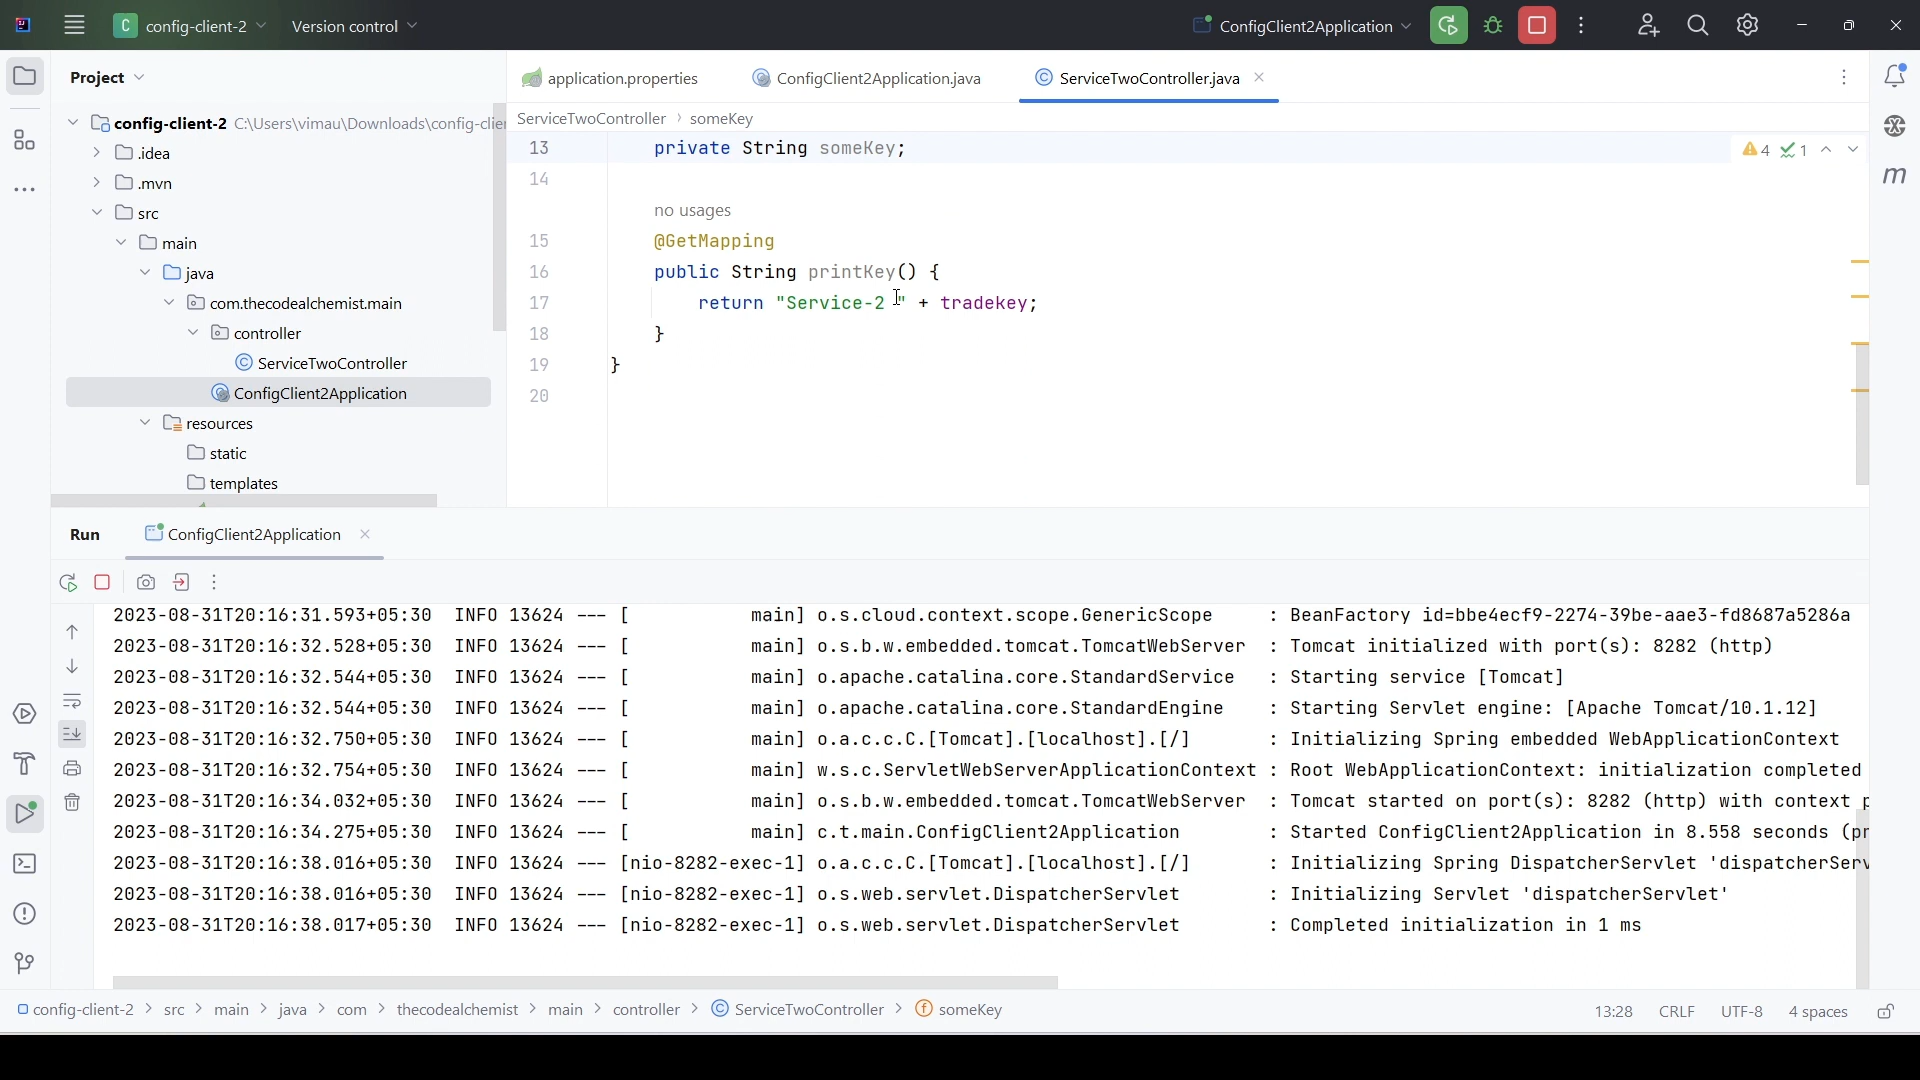 C config-client-2 Version control ConfigClient2Application
Project
application.properties ConfigClient2Application.java ServiceTwoController.java
ServiceTwoController › someKey
config-client-2 C:\Users\vimau\Downloads\config-clie
.idea
.mvn
src
main
java
com.thecodealchemist.main
controller
ServiceTwoController
ConfigClient2Application
resources
static
templates
4 1
13 private String someKey;
14
no usages
15 @GetMapping
16 public String printKey() {
17 return "Service-2 " + tradekey;
18 }
19 }
20
m
Run ConfigClient2Application
2023-08-31T20:16:31.593+05:30 INFO 13624 --- [ main] o.s.cloud.context.scope.GenericScope : BeanFactory id=bbe4ecf9-2274-39be-aae3-fd8687a5286a
2023-08-31T20:16:32.528+05:30 INFO 13624 --- [ main] o.s.b.w.embedded.tomcat.TomcatWebServer : Tomcat initialized with port(s): 8282 (http)
2023-08-31T20:16:32.544+05:30 INFO 13624 --- [ main] o.apache.catalina.core.StandardService : Starting service [Tomcat]
2023-08-31T20:16:32.544+05:30 INFO 13624 --- [ main] o.apache.catalina.core.StandardEngine : Starting Servlet engine: [Apache Tomcat/10.1.12]
2023-08-31T20:16:32.750+05:30 INFO 13624 --- [ main] o.a.c.c.C.[Tomcat].[localhost].[/] : Initializing Spring embedded WebApplicationContext
2023-08-31T20:16:32.754+05:30 INFO 13624 --- [ main] w.s.c.ServletWebServerApplicationContext : Root WebApplicationContext: initialization completed
2023-08-31T20:16:34.032+05:30 INFO 13624 --- [ main] o.s.b.w.embedded.tomcat.TomcatWebServer : Tomcat started on port(s): 8282 (http) with context p
2023-08-31T20:16:34.275+05:30 INFO 13624 --- [ main] c.t.main.ConfigClient2Application : Started ConfigClient2Application in 8.558 seconds (pr
2023-08-31T20:16:38.016+05:30 INFO 13624 --- [nio-8282-exec-1] o.a.c.c.C.[Tomcat].[localhost].[/] : Initializing Spring DispatcherServlet 'dispatcherServ
2023-08-31T20:16:38.016+05:30 INFO 13624 --- [nio-8282-exec-1] o.s.web.servlet.DispatcherServlet : Initializing Servlet 'dispatcherServlet'
2023-08-31T20:16:38.017+05:30 INFO 13624 --- [nio-8282-exec-1] o.s.web.servlet.DispatcherServlet : Completed initialization in 1 ms
config-client-2 › src › main › java › com › thecodealchemist › main › controller › ServiceTwoController › someKey 13:28 CRLF UTF-8 4 spaces